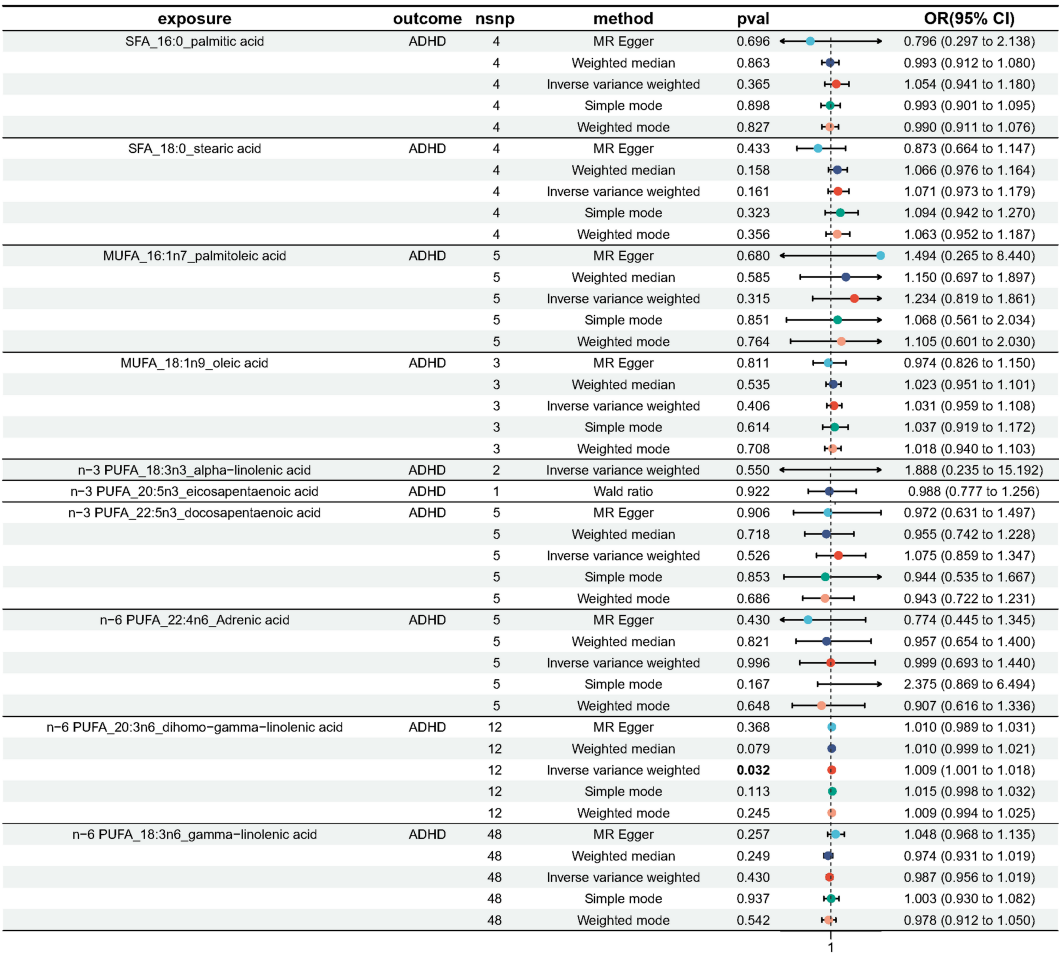 exposure outcome nsnp method pval OR(95% CI)
SFA_16:0_palmitic acid ADHD 4 MR Egger 0.696 0.796 (0.297 to 2.138)
4 Weighted median 0.863 0.993 (0.912 to 1.080)
4 Inverse variance weighted 0.365 1.054 (0.941 to 1.180)
4 Simple mode 0.898 0.993 (0.901 to 1.095)
4 Weighted mode 0.827 0.990 (0.911 to 1.076)
SFA_18:0_stearic acid ADHD 4 MR Egger 0.433 0.873 (0.664 to 1.147)
4 Weighted median 0.158 1.066 (0.976 to 1.164)
4 Inverse variance weighted 0.161 1.071 (0.973 to 1.179)
4 Simple mode 0.323 1.094 (0.942 to 1.270)
4 Weighted mode 0.356 1.063 (0.952 to 1.187)
MUFA_16:1n7_palmitoleic acid ADHD 5 MR Egger 0.680 1.494 (0.265 to 8.440)
5 Weighted median 0.585 1.150 (0.697 to 1.897)
5 Inverse variance weighted 0.315 1.234 (0.819 to 1.861)
5 Simple mode 0.851 1.068 (0.561 to 2.034)
5 Weighted mode 0.764 1.105 (0.601 to 2.030)
MUFA_18:1n9_oleic acid ADHD 3 MR Egger 0.811 0.974 (0.826 to 1.150)
3 Weighted median 0.535 1.023 (0.951 to 1.101)
3 Inverse variance weighted 0.406 1.031 (0.959 to 1.108)
3 Simple mode 0.614 1.037 (0.919 to 1.172)
3 Weighted mode 0.708 1.018 (0.940 to 1.103)
n−3 PUFA_18:3n3_alpha−linolenic acid ADHD 2 Inverse variance weighted 0.550 1.888 (0.235 to 15.192)
n−3 PUFA_20:5n3_eicosapentaenoic acid ADHD 1 Wald ratio 0.922 0.988 (0.777 to 1.256)
n−3 PUFA_22:5n3_docosapentaenoic acid ADHD 5 MR Egger 0.906 0.972 (0.631 to 1.497)
5 Weighted median 0.718 0.955 (0.742 to 1.228)
5 Inverse variance weighted 0.526 1.075 (0.859 to 1.347)
5 Simple mode 0.853 0.944 (0.535 to 1.667)
5 Weighted mode 0.686 0.943 (0.722 to 1.231)
n−6 PUFA_22:4n6_Adrenic acid ADHD 5 MR Egger 0.430 0.774 (0.445 to 1.345)
5 Weighted median 0.821 0.957 (0.654 to 1.400)
5 Inverse variance weighted 0.996 0.999 (0.693 to 1.440)
5 Simple mode 0.167 2.375 (0.869 to 6.494)
5 Weighted mode 0.648 0.907 (0.616 to 1.336)
n−6 PUFA_20:3n6_dihomo−gamma−linolenic acid ADHD 12 MR Egger 0.368 1.010 (0.989 to 1.031)
12 Weighted median 0.079 1.010 (0.999 to 1.021)
12 Inverse variance weighted 0.032 1.009 (1.001 to 1.018)
12 Simple mode 0.113 1.015 (0.998 to 1.032)
12 Weighted mode 0.245 1.009 (0.994 to 1.025)
n−6 PUFA_18:3n6_gamma−linolenic acid ADHD 48 MR Egger 0.257 1.048 (0.968 to 1.135)
48 Weighted median 0.249 0.974 (0.931 to 1.019)
48 Inverse variance weighted 0.430 0.987 (0.956 to 1.019)
48 Simple mode 0.937 1.003 (0.930 to 1.082)
48 Weighted mode 0.542 0.978 (0.912 to 1.050)
1